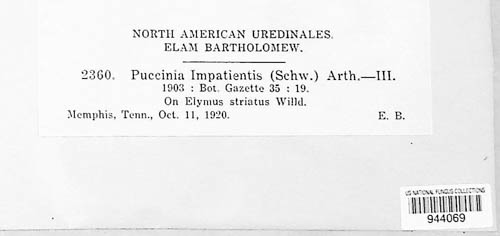 NORTH AMERICAN UREDINALES.
ELAM BARTHOLOMEW.
2360. Puccinia Impatientis (Schw.) Arth.—III.
1903 : Bot. Gazette 35 : 19.
On Elymus striatus Willd.
Memphis, Tenn., Oct. 11, 1920. E. B.
US NATIONAL FUNGUS COLLECTIONS
944069